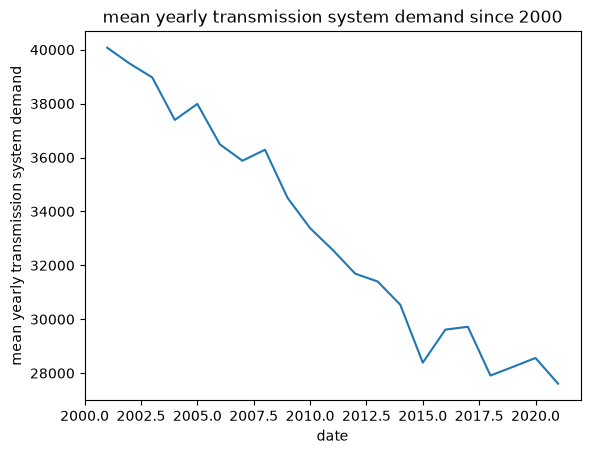 mean yearly transmission system demand since 2000
mean yearly transmission system demand
40000
38000
36000
34000
32000
30000
28000
2000.0 2002.5 2005.0 2007.5 2010.0 2012.5 2015.0 2017.5 2020.0
date